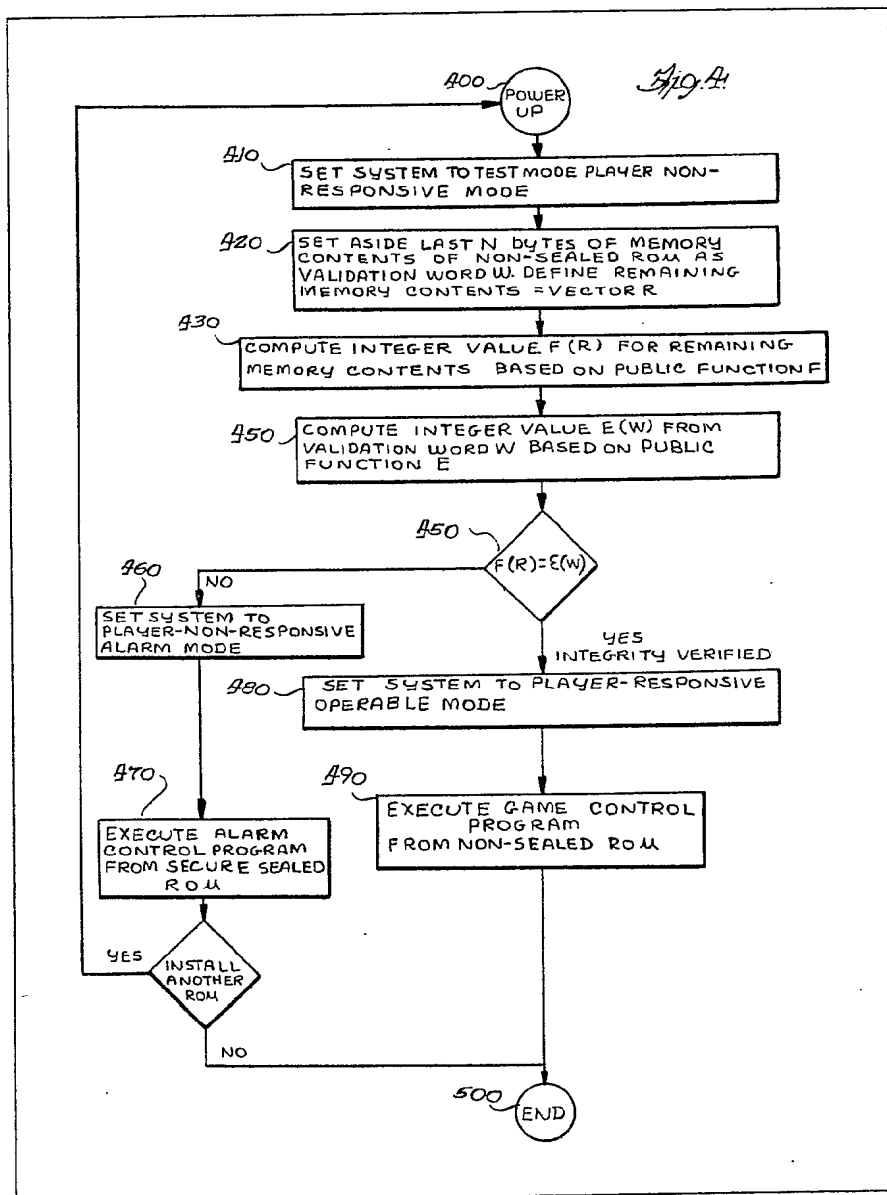 Fig. 4.
400
POWER
UP
410
SET SYSTEM TO TEST MODE PLAYER NON-
RESPONSIVE MODE
420
SET ASIDE LAST N BYTES OF MEMORY
CONTENTS OF NON-SEALED ROM AS
VALIDATION WORD W. DEFINE REMAINING
MEMORY CONTENTS = VECTOR R
430
COMPUTE INTEGER VALUE F(R) FOR REMAINING
MEMORY CONTENTS BASED ON PUBLIC FUNCTION F
450
COMPUTE INTEGER VALUE E(W) FROM
VALIDATION WORD W BASED ON PUBLIC
FUNCTION E
450
F(R)=E(W)
NO
460
SET SYSTEM TO
PLAYER-NON-RESPONSIVE
ALARM MODE
YES
INTEGRITY VERIFIED
480
SET SYSTEM TO PLAYER-RESPONSIVE
OPERABLE MODE
470
EXECUTE ALARM
CONTROL PROGRAM
FROM SECURE SEALED
ROM
490
EXECUTE GAME CONTROL
PROGRAM
FROM NON-SEALED ROM
YES
INSTALL
ANOTHER
ROM
NO
500
END